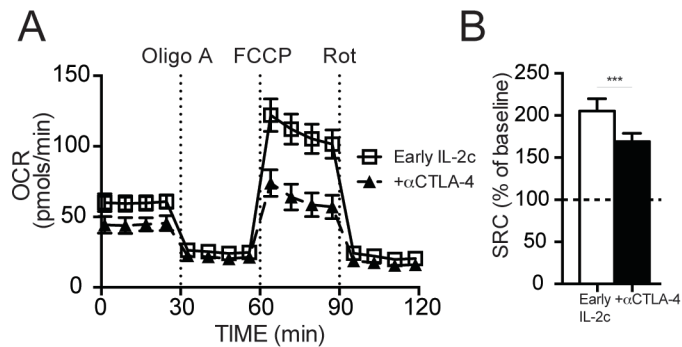 A
B
Oligo A FCCP Rot
OCR
(pmols/min)
150
100
50
0
0 30 60 90 120
TIME (min)
Early IL-2c
+αCTLA-4
SRC (% of baseline)
250
200
150
100
50
0
***
Early +αCTLA-4
IL-2c